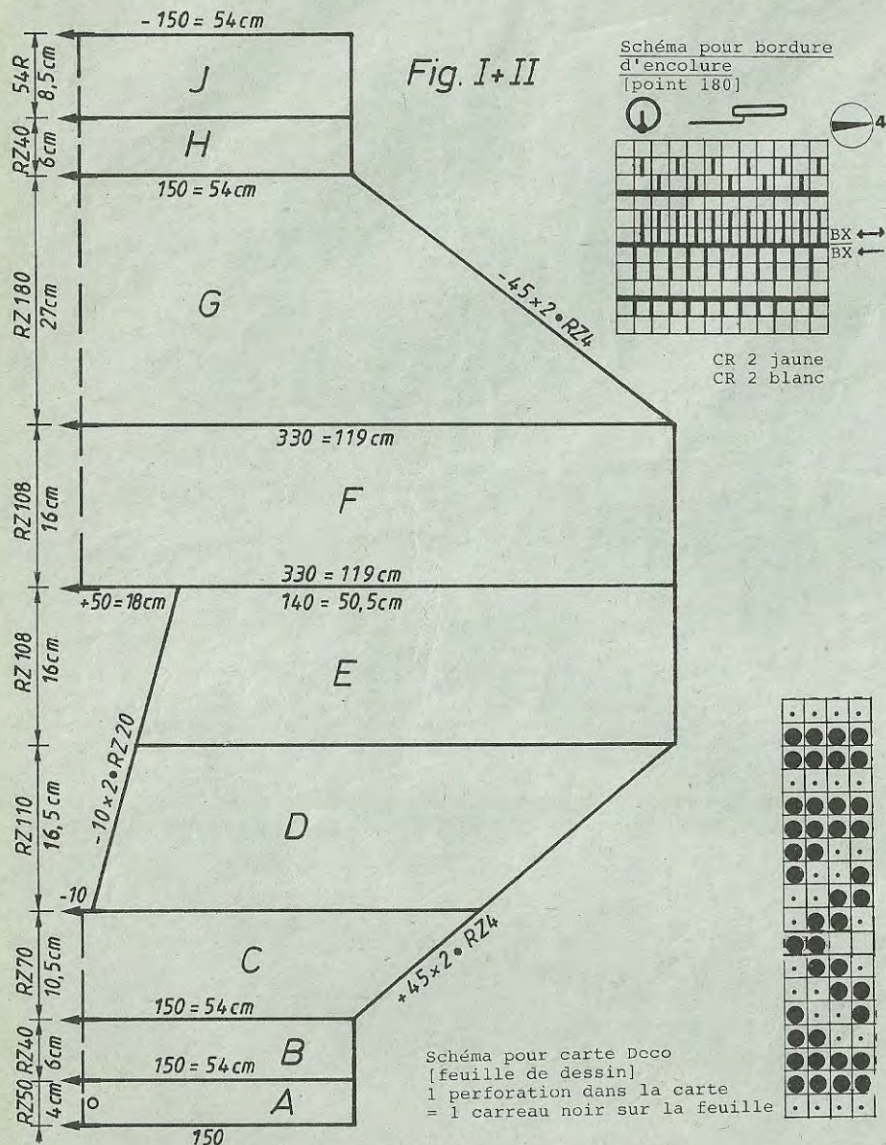 - 150 = 54cm
54R
8,5cm
J
Fig. I+II
Schéma pour bordure
d'encolure
[point 180]
4
RZ40
6cm
H
150 = 54cm
BX
BX
RZ 180
27cm
G
-45×2•RZ4
CR 2 jaune
CR 2 blanc
330 = 119cm
RZ108
16cm
F
330 = 119cm
+50=18cm
140 = 50,5cm
RZ 108
16cm
E
-10×2•RZ20
RZ110
16,5cm
D
-10
RZ70
10,5cm
C
+45×2•RZ4
150 = 54cm
RZ40
6cm
B
150 = 54cm
RZ50
4cm
o
A
150
Schéma pour carte Deco
[feuille de dessin]
1 perforation dans la carte
= 1 carreau noir sur la feuille